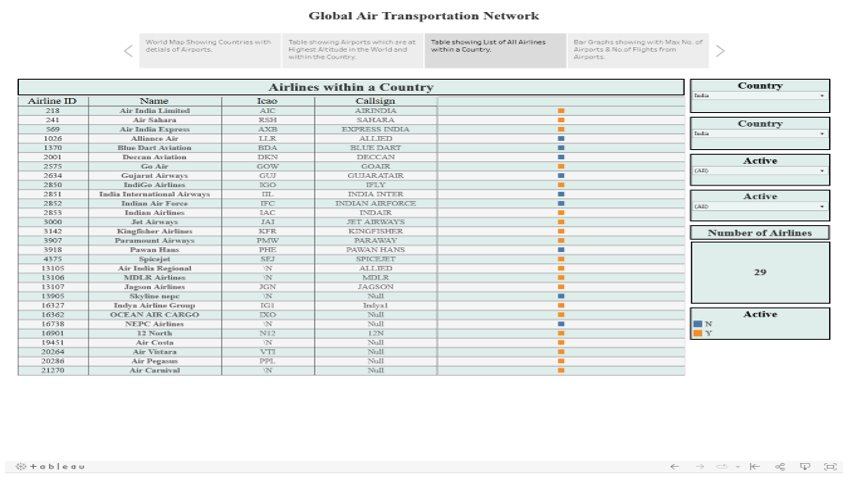 Global Air Transportation Network
World Map Showing Countries with
detials of Airports.
Table showing Airports which are at
Highest Altitude in the World and
within the Country.
Table showing List of All Airlines
within a Country.
Bar Graphs showing with Max No. of
Airports & No.of Flights from
Airports.
Airlines within a Country
Airline ID Name Icao Callsign
218 Air India Limited AIC AIRINDIA
241 Air Sahara RSH SAHARA
569 Air India Express AXB EXPRESS INDIA
1026 Alliance Air LLR ALLIED
1370 Blue Dart Aviation BDA BLUE DART
2001 Deccan Aviation DKN DECCAN
2575 Go Air GOW GOAIR
2634 Gujarat Airways GUJ GUJARATAIR
2850 IndiGo Airlines IGO IFLY
2851 India International Airways IIL INDIA INTER
2852 Indian Air Force IFC INDIAN AIRFORCE
2853 Indian Airlines IAC INDAIR
3000 Jet Airways JAI JET AIRWAYS
3142 Kingfisher Airlines KFR KINGFISHER
3907 Paramount Airways PMW PARAWAY
3918 Pawan Hans PHE PAWAN HANS
4375 Spicejet SEJ SPICEJET
13105 Air India Regional \N ALLIED
13106 MDLR Airlines \N MDLR
13107 Jagson Airlines JGN JAGSON
13905 Skyline nepc \N Null
16327 Indya Airline Group IG1 Indya1
16362 OCEAN AIR CARGO IXO Null
16738 NEPC Airlines \N Null
16901 12 North N12 12N
19451 Air Costa \N Null
20264 Air Vistara VTI Null
20286 Air Pegasus PPL Null
21270 Air Carnival \N Null
Country
India
Country
India
Active
(All)
Active
(All)
Number of Airlines
29
Active
N
Y
+ a b l e a u